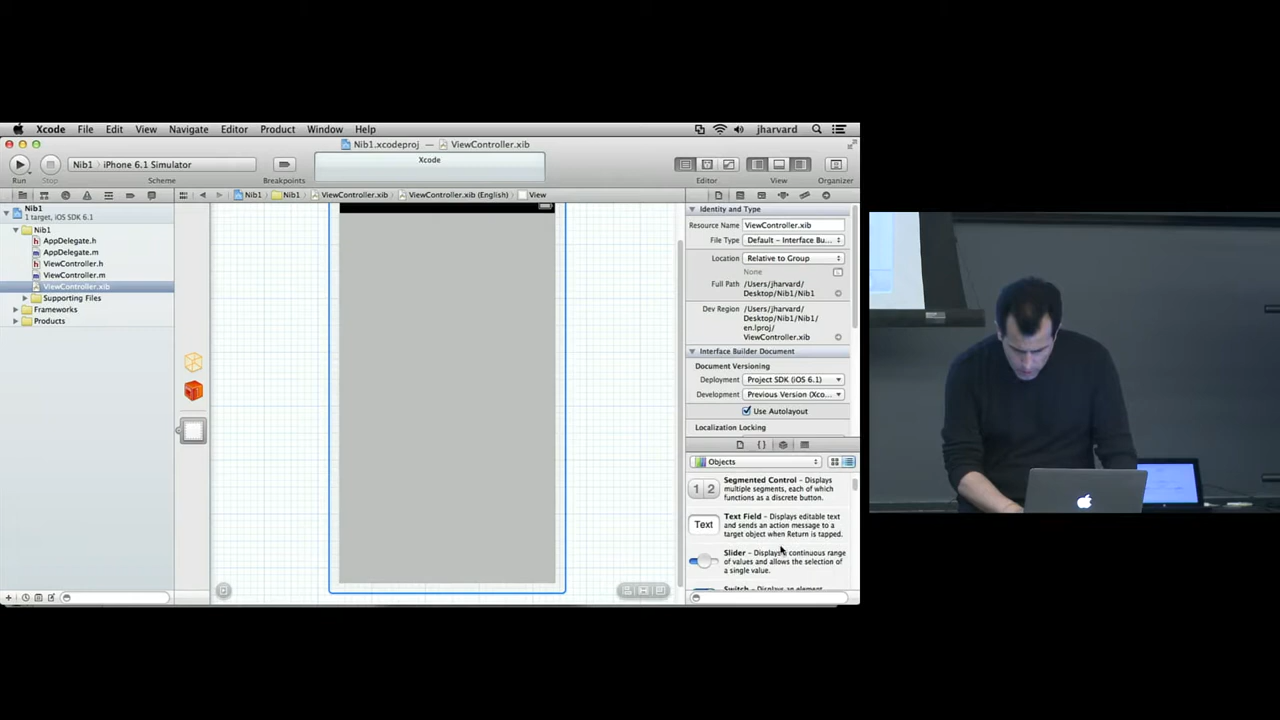 Xcode File Edit View Navigate Editor Product Window Help jharvard
Nib1.xcodeproj — ViewController.xib
Nib1 iPhone 6.1 Simulator
Xcode
Run Stop Scheme Breakpoints Editor View Organizer
Nib1 Nib1 ViewController.xib ViewController.xib (English) View
Nib1
1 target, iOS SDK 6.1
Nib1
AppDelegate.h
AppDelegate.m
ViewController.h
ViewController.m
ViewController.xib
Supporting Files
Frameworks
Products
Identity and Type
Resource Name ViewController.xib
File Type Default - Interface Bu...
Location Relative to Group
None
Full Path /Users/jharvard/
Desktop/Nib1/Nib1
Dev Region /Users/jharvard/
Desktop/Nib1/Nib1/
en.lproj/
ViewController.xib
Interface Builder Document
Document Versioning
Deployment Project SDK (iOS 6.1)
Development Previous Version (Xco...
Use Autolayout
Localization Locking
{}
Objects
1 2
Segmented Control - Displays
multiple segments, each of which
functions as a discrete button.
Text
Text Field - Displays editable text
and sends an action message to a
target object when Return is tapped.
Slider - Displays a continuous range
of values and allows the selection of
a single value.
Switch - Displays an element